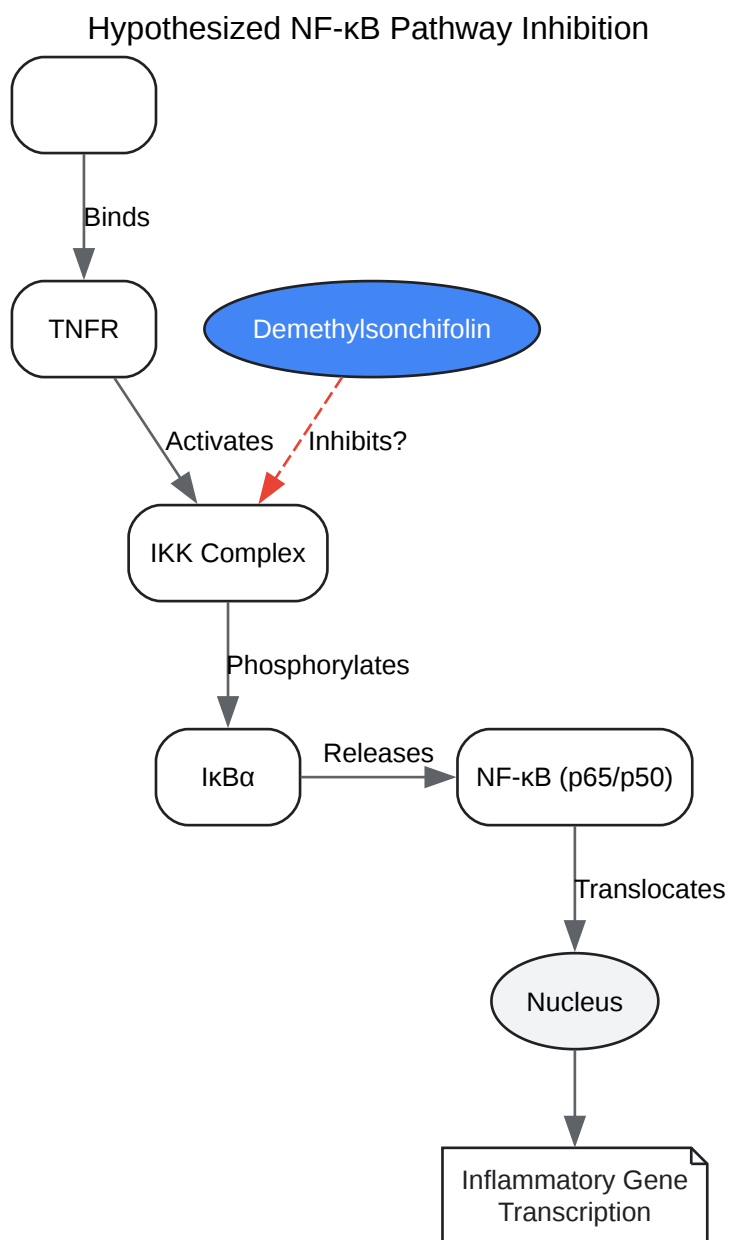 Hypothesized NF-κB Pathway Inhibition
Binds
TNFR
Demethylsonchifolin
Activates
Inhibits?
IKK Complex
Phosphorylates
IκBα
Releases
NF-κB (p65/p50)
Translocates
Nucleus
Inflammatory Gene
Transcription